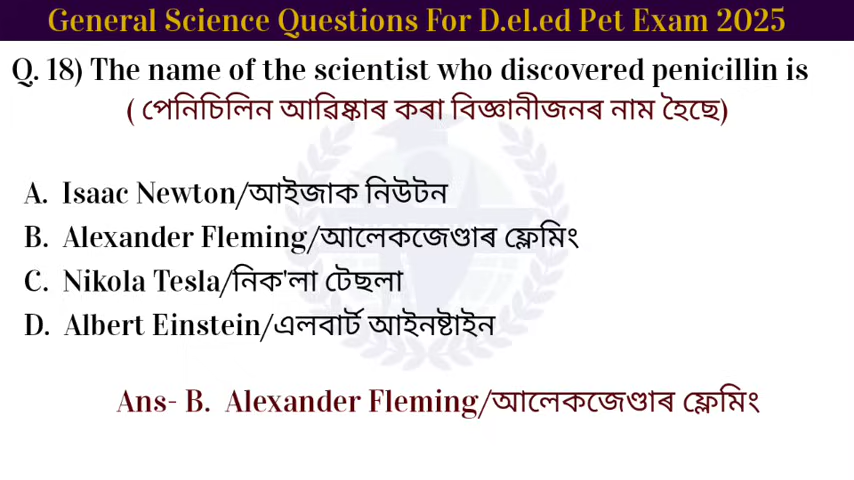 General Science Questions For D.el.ed Pet Exam 2025
Q. 18) The name of the scientist who discovered penicillin is
( পেনিচিলিন আৱিষ্কাৰ কৰা বিজ্ঞানীজনৰ নাম হৈছে)
A. Isaac Newton/আইজাক নিউটন
B. Alexander Fleming/আলেকজেণ্ডাৰ ফ্লেমিং
C. Nikola Tesla/নিক'লা টেছলা
D. Albert Einstein/এলবাৰ্ট আইনষ্টাইন
Ans- B. Alexander Fleming/আলেকজেণ্ডাৰ ফ্লেমিং